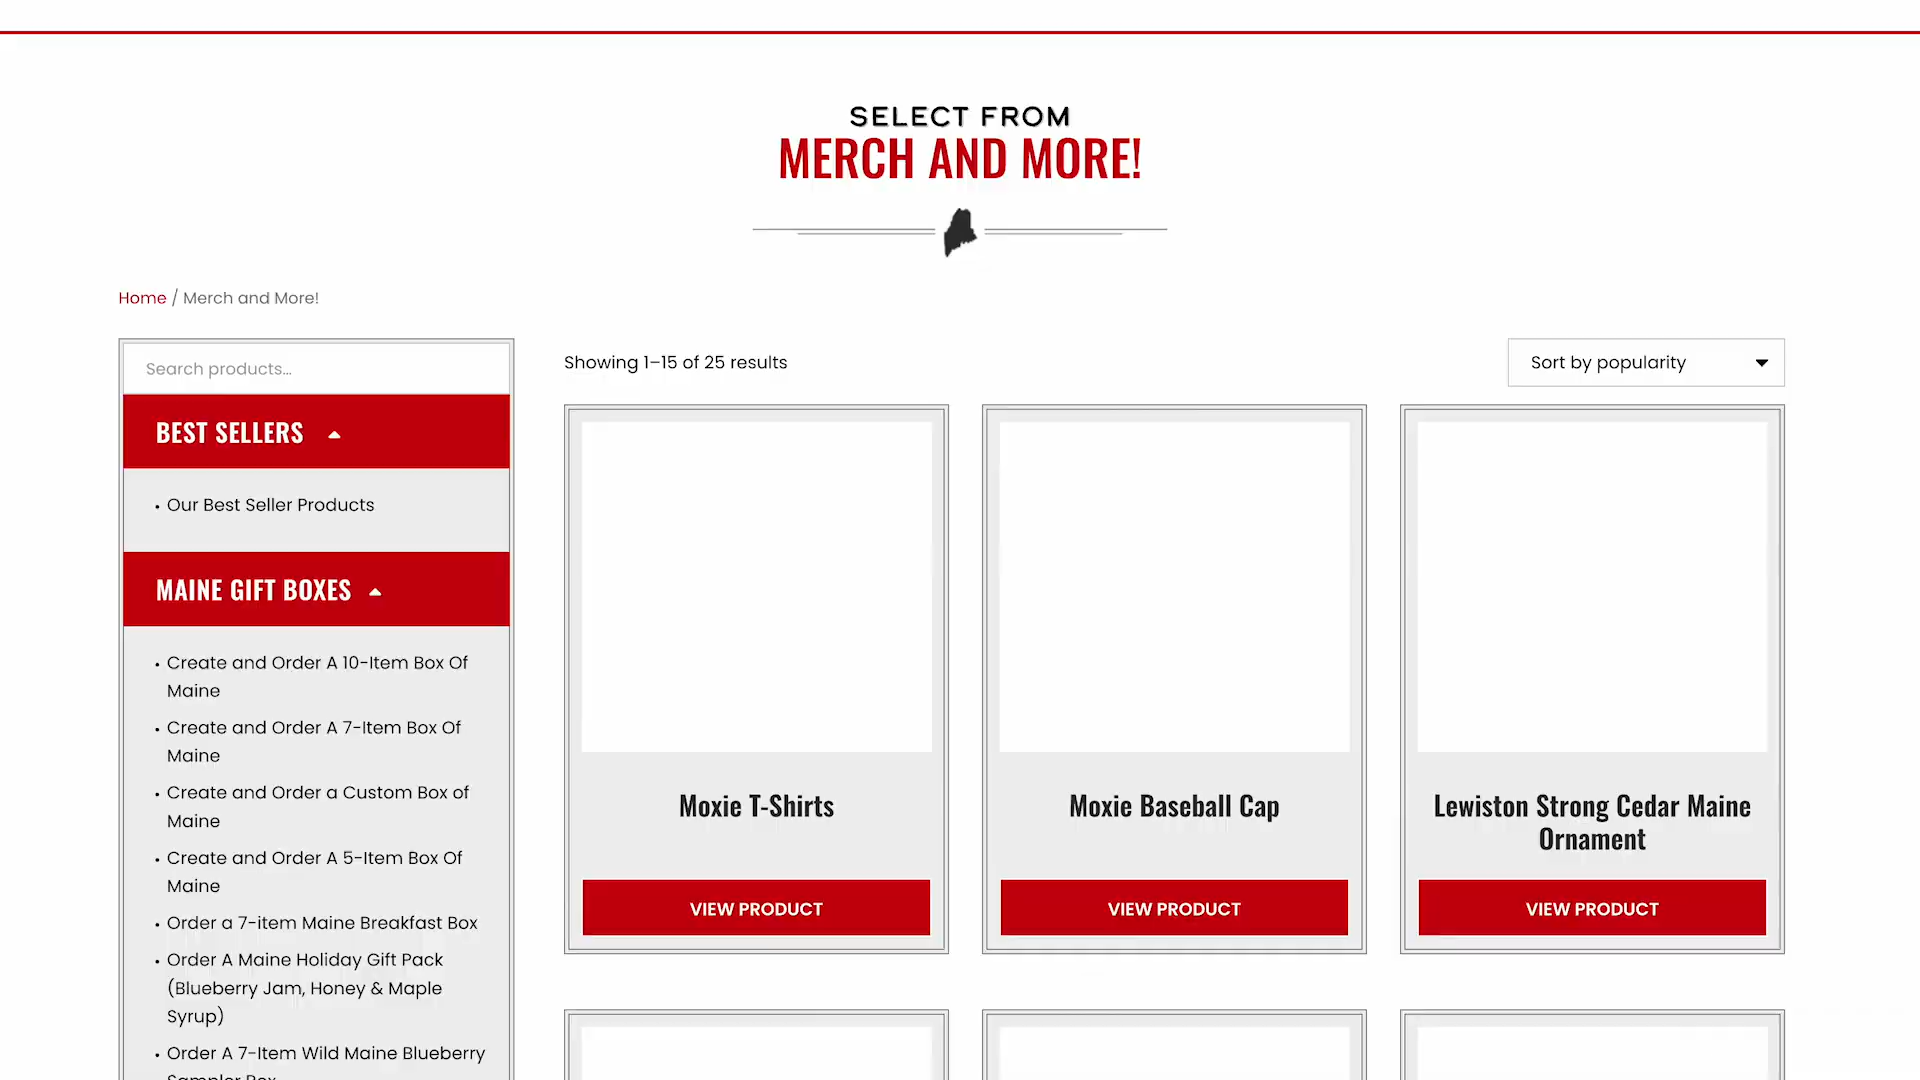 SELECT FROM
MERCH AND MORE!
Home / Merch and More!
Search products...
BEST SELLERS
• Our Best Seller Products
MAINE GIFT BOXES
• Create and Order A 10-Item Box Of
Maine
• Create and Order A 7-Item Box Of
Maine
• Create and Order a Custom Box of
Maine
• Create and Order A 5-Item Box Of
Maine
• Order a 7-item Maine Breakfast Box
• Order A Maine Holiday Gift Pack
(Blueberry Jam, Honey & Maple
Syrup)
• Order A 7-Item Wild Maine Blueberry
Sampler Box
Showing 1–15 of 25 results
Sort by popularity
Moxie T-Shirts
VIEW PRODUCT
Moxie Baseball Cap
VIEW PRODUCT
Lewiston Strong Cedar Maine
Ornament
VIEW PRODUCT